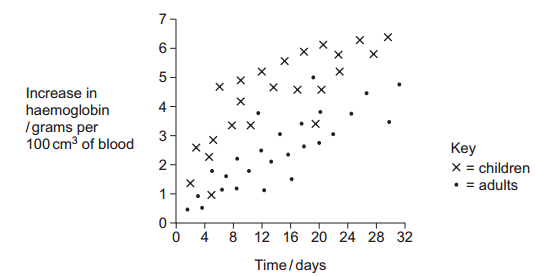 7
6
5
4
3
2
1
0
Increase in
haemoglobin
/grams per
100 cm³ of blood
0 4 8 12 16 20 24 28 32
Time/days
Key
× = children
• = adults